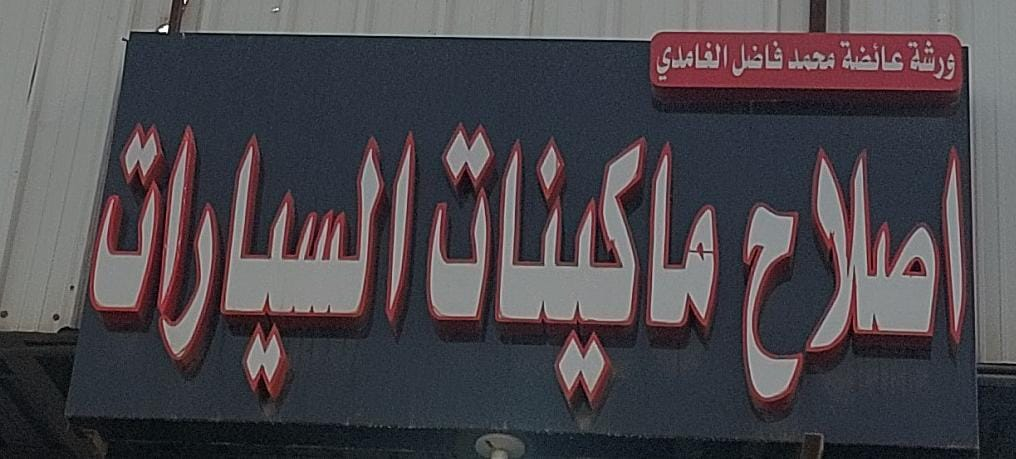 ورشة عائضة محمد فاضل الغامدي
اصلاح ماكينات السيارات